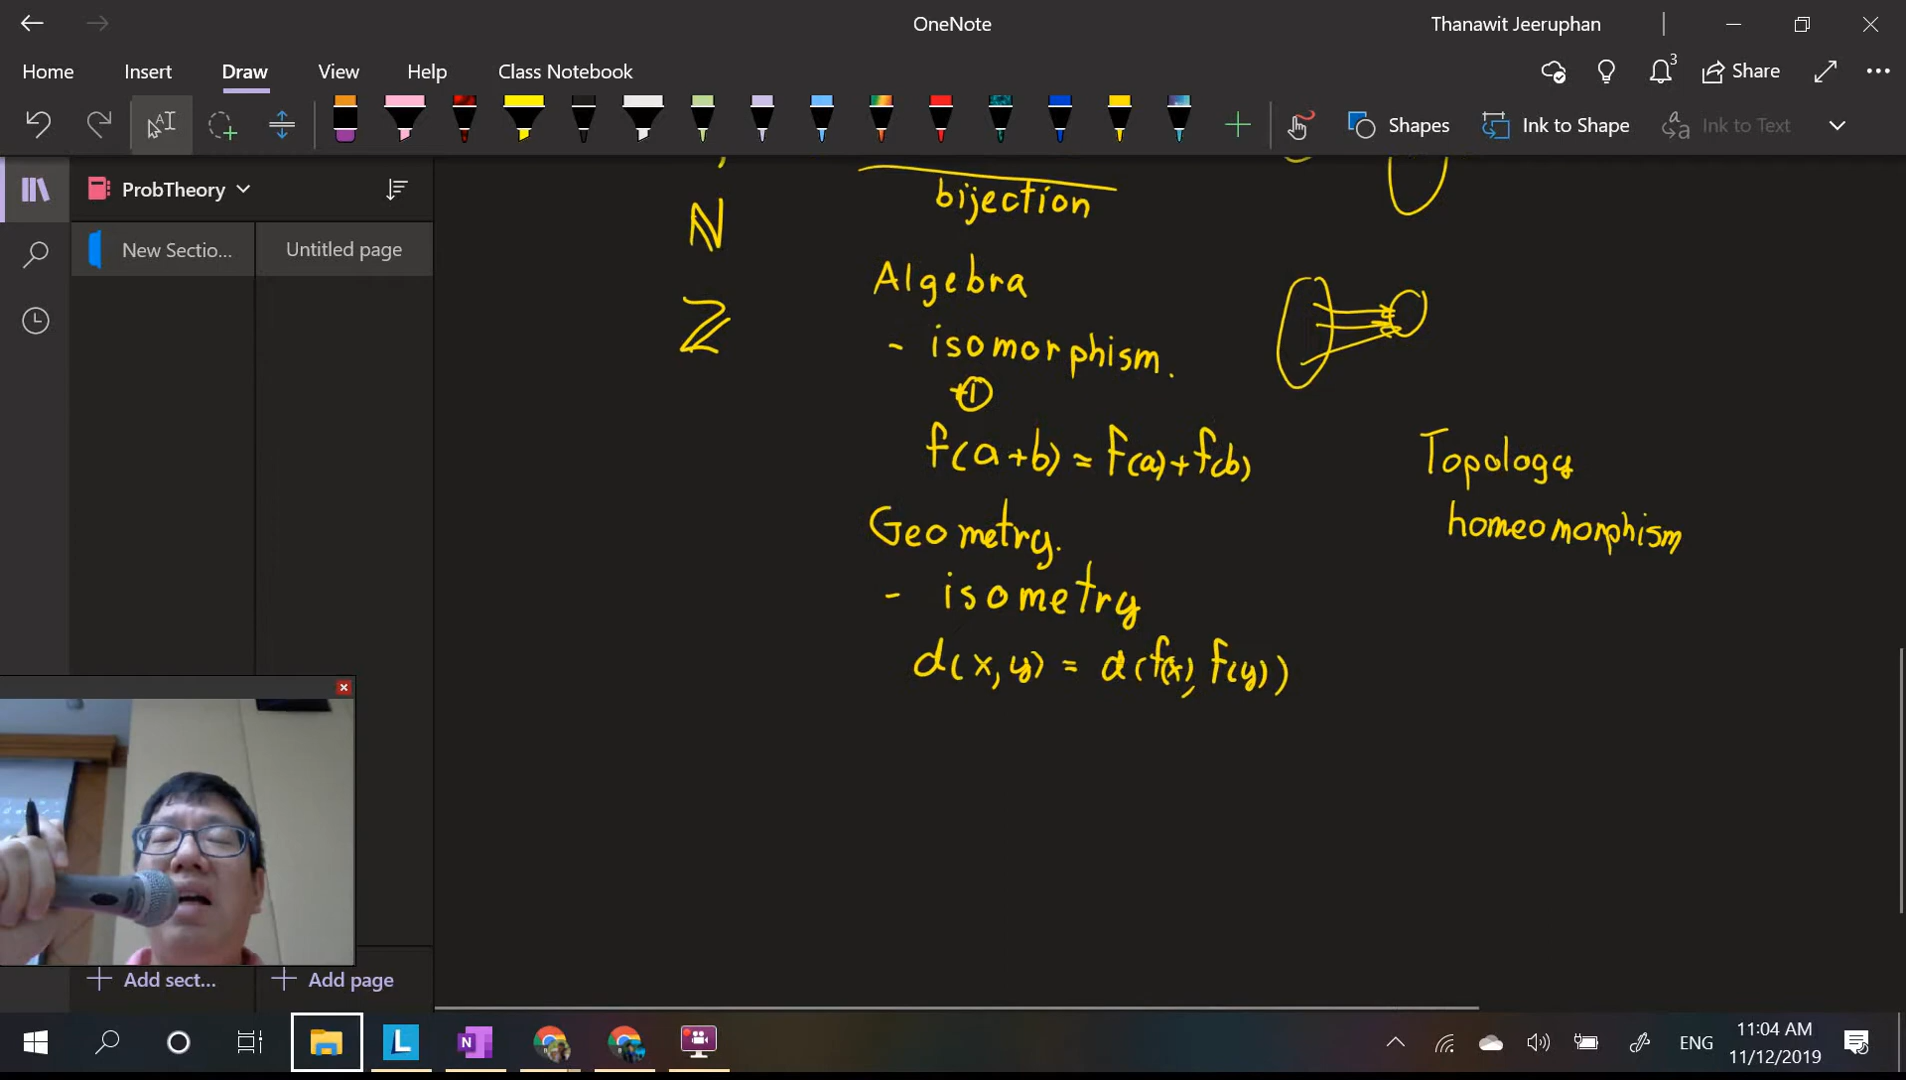 OneNote
Thanawit Jeeruphan
Home Insert Draw View Help Class Notebook
3
Share
Shapes
Ink to Shape
Ink to Text
ProbTheory
New Sectio...
Untitled page
bijection
ℕ
ℤ
Algebra
- isomorphism.
f(a+b) = f(a)+f(b)
Topology
homeomorphism
Geometry.
- isometry
d(x,y) = d(f(x), f(y))
Add sect...
Add page
ENG
11:04 AM
11/12/2019